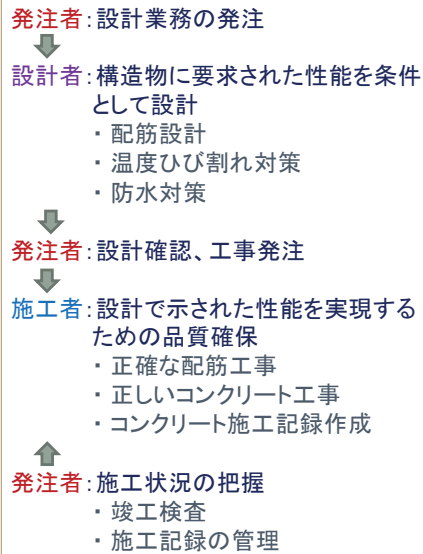 発注者:設計業務の発注
設計者:構造物に要求された性能を条件
として設計
・配筋設計
・温度ひび割れ対策
・防水対策
発注者:設計確認、工事発注
施工者:設計で示された性能を実現する
ための品質確保
・正確な配筋工事
・正しいコンクリート工事
・コンクリート施工記録作成
発注者:施工状況の把握
・竣工検査
・施工記録の管理